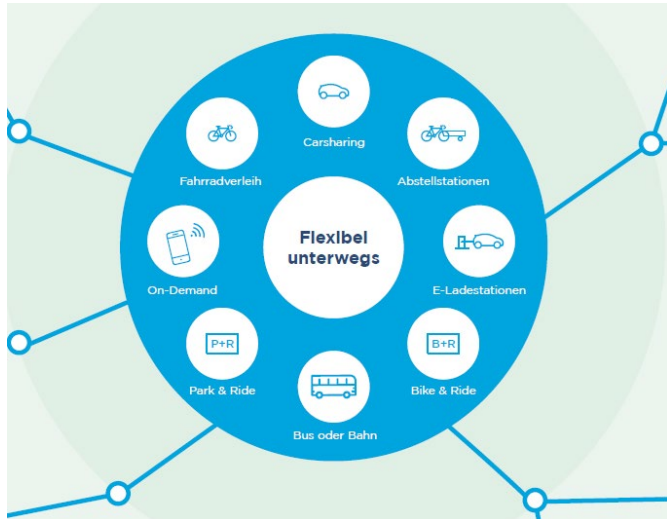 Carsharing
Fahrradverleih
Abstellstationen
Flexibel
unterwegs
On-Demand
E-Ladestationen
P+R
B+R
Park & Ride
Bike & Ride
Bus oder Bahn